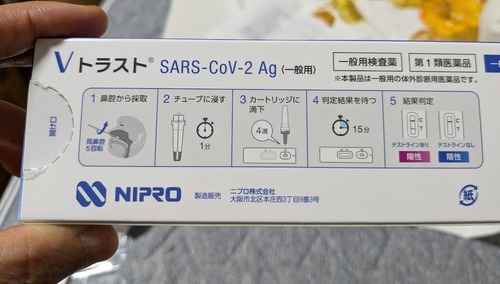 Vトラスト® SARS-CoV-2 Ag (一般用)
一般用検査薬 第1類医薬品
※本製品は一般用の体外診断用医薬品です。
開け口
1 鼻腔から採取
両鼻腔
5回転
2 チューブに浸す
1分
3 カートリッジに
滴下
4滴
4 判定結果を待つ
15分
5 結果判定
C
T
テストラインあり
陽性
C
T
テストラインなし
陰性
NIPRO
製造販売 ニプロ株式会社
大阪市北区本庄西3丁目9番3号
紙